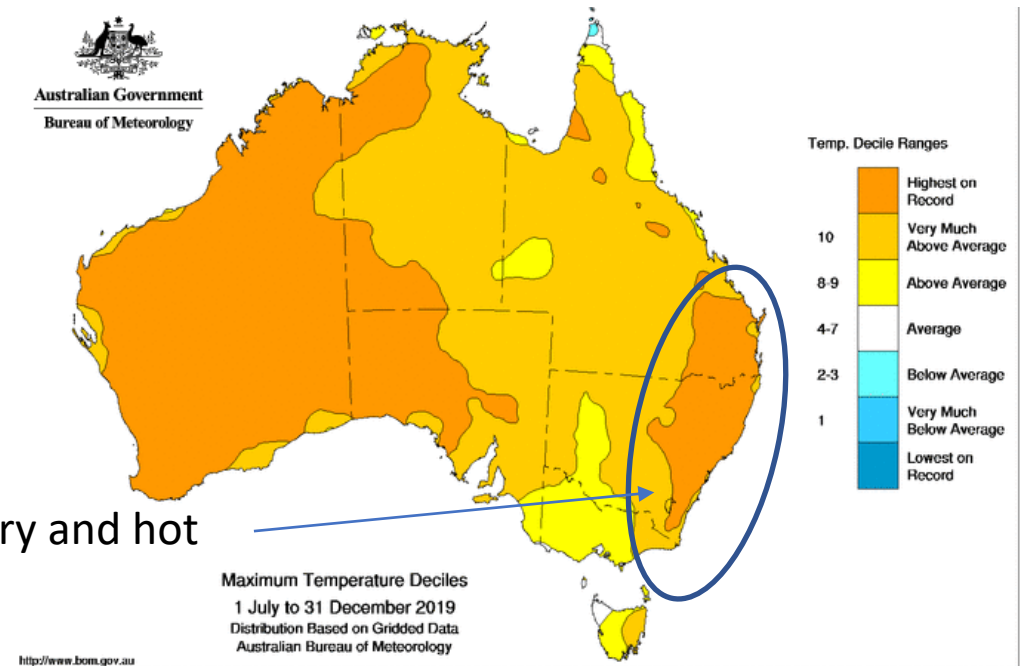 Australian Government
Bureau of Meteorology
Temp. Decile Ranges
Highest on
Record
10
Very Much
Above Average
8-9
Above Average
4-7
Average
2-3
Below Average
1
Very Much
Below Average
Lowest on
Record
ry and hot
Maximum Temperature Deciles
1 July to 31 December 2019
Distribution Based on Gridded Data
Australian Bureau of Meteorology
http://www.bom.gov.au